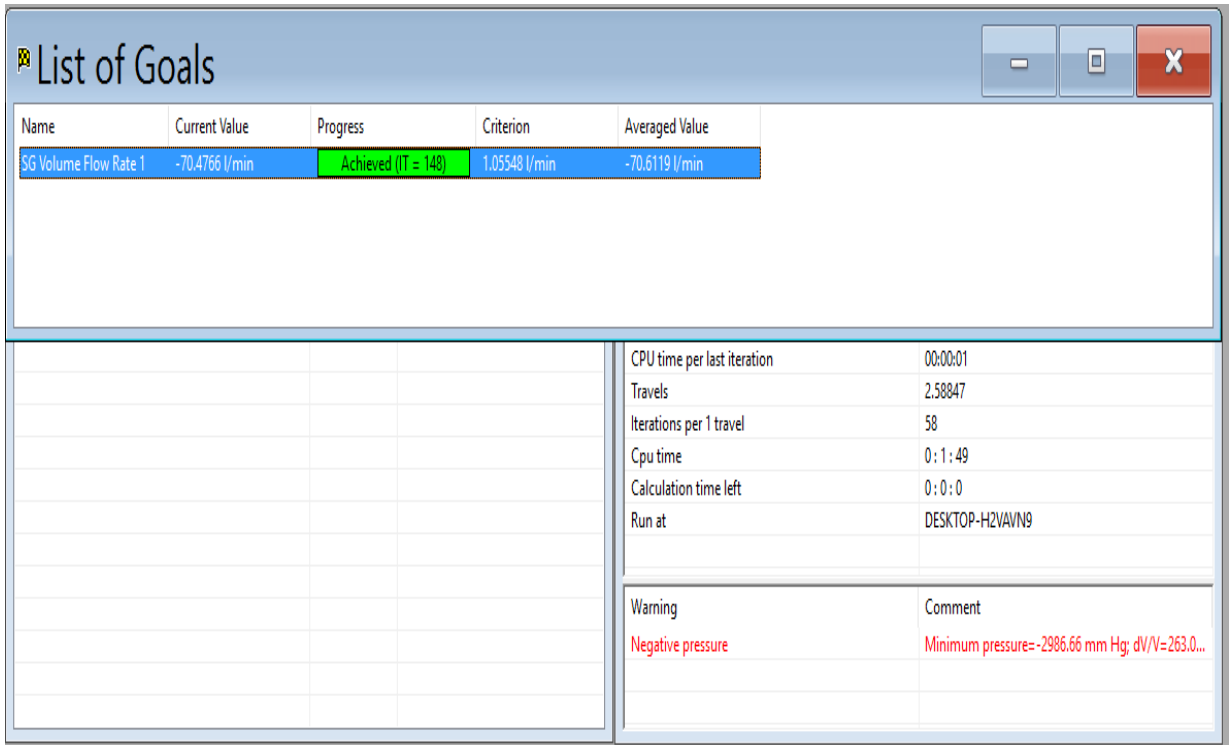 List of Goals
Name Current Value Progress Criterion Averaged Value
SG Volume Flow Rate 1 -70.4766 l/min Achieved (IT = 148) 1.05548 l/min -70.6119 l/min
CPU time per last iteration 00:00:01
Travels 2.58847
Iterations per 1 travel 58
Cpu time 0 : 1 : 49
Calculation time left 0 : 0 : 0
Run at DESKTOP-H2VAVN9
Warning Comment
Negative pressure Minimum pressure=-2986.66 mm Hg; dV/V=263.0...